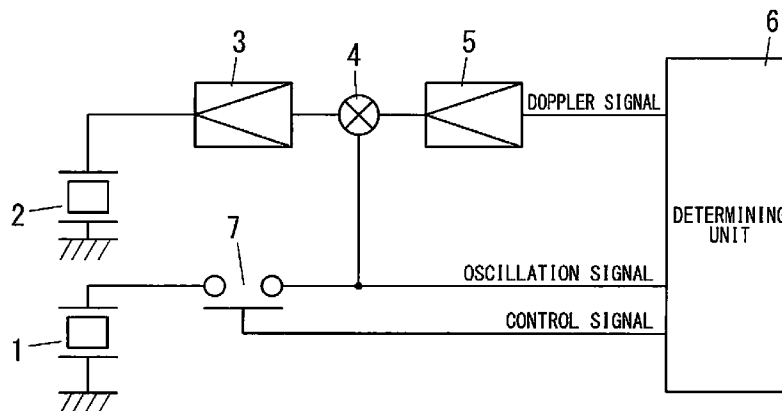 6
3
4
5
DOPPLER SIGNAL
2
7
DETERMINING
UNIT
OSCILLATION SIGNAL
1
CONTROL SIGNAL